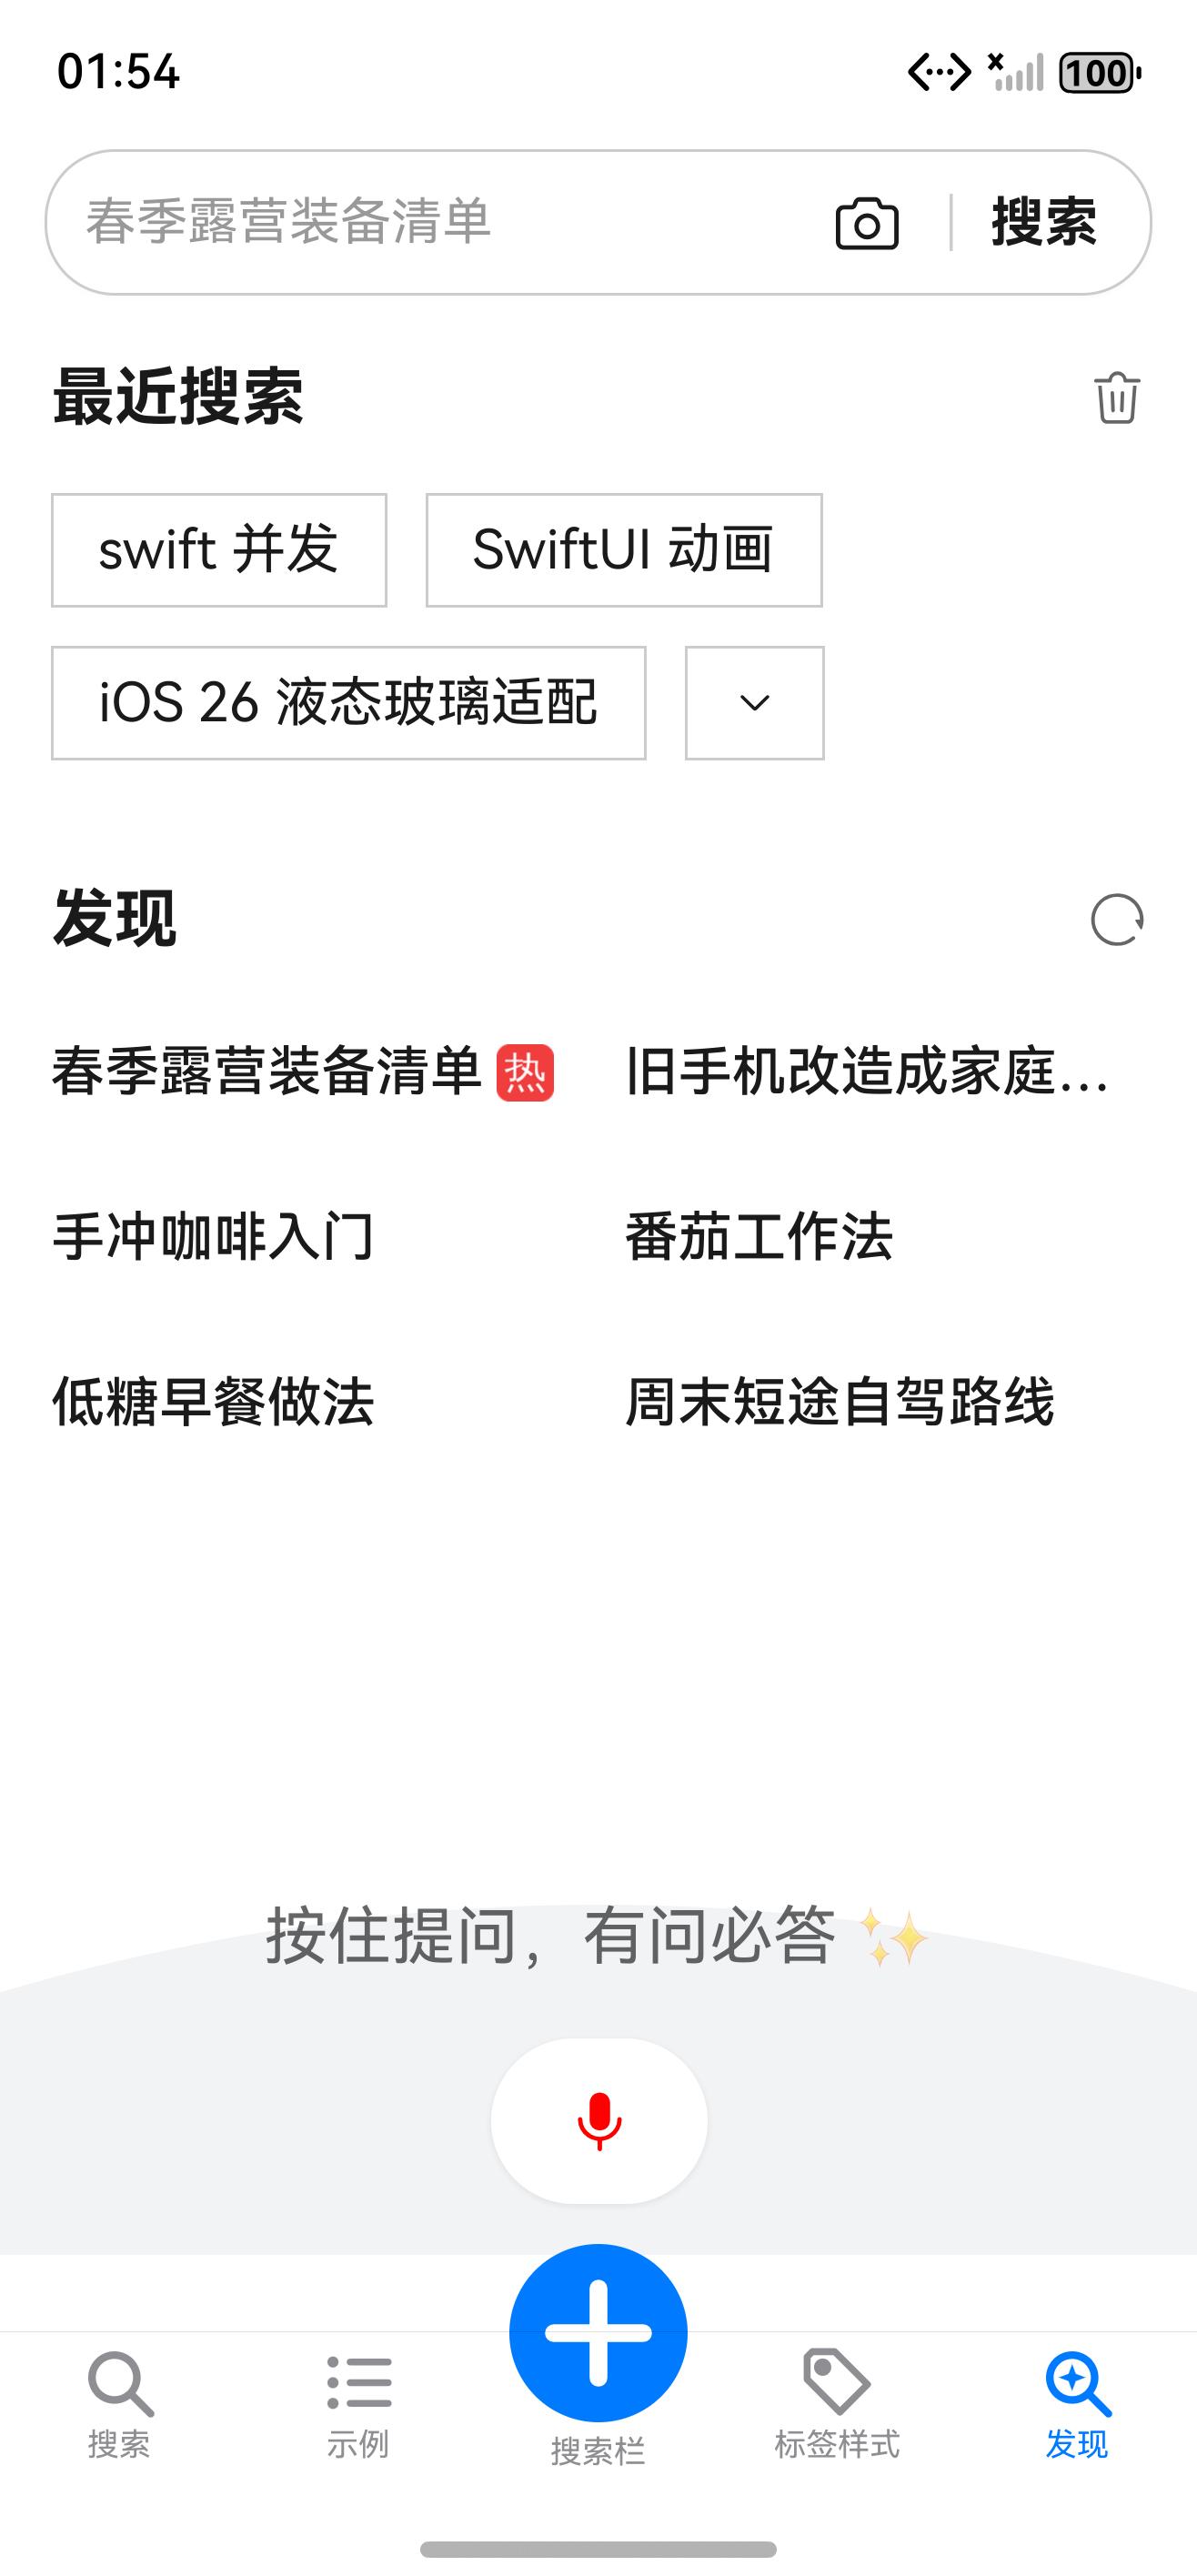 01:54
100
春季露营装备清单
搜索
最近搜索
swift 并发
SwiftUI 动画
iOS 26 液态玻璃适配
发现
春季露营装备清单 热
旧手机改造成家庭...
手冲咖啡入门
番茄工作法
低糖早餐做法
周末短途自驾路线
按住提问，有问必答 ✨
搜索
示例
搜索栏
标签样式
发现